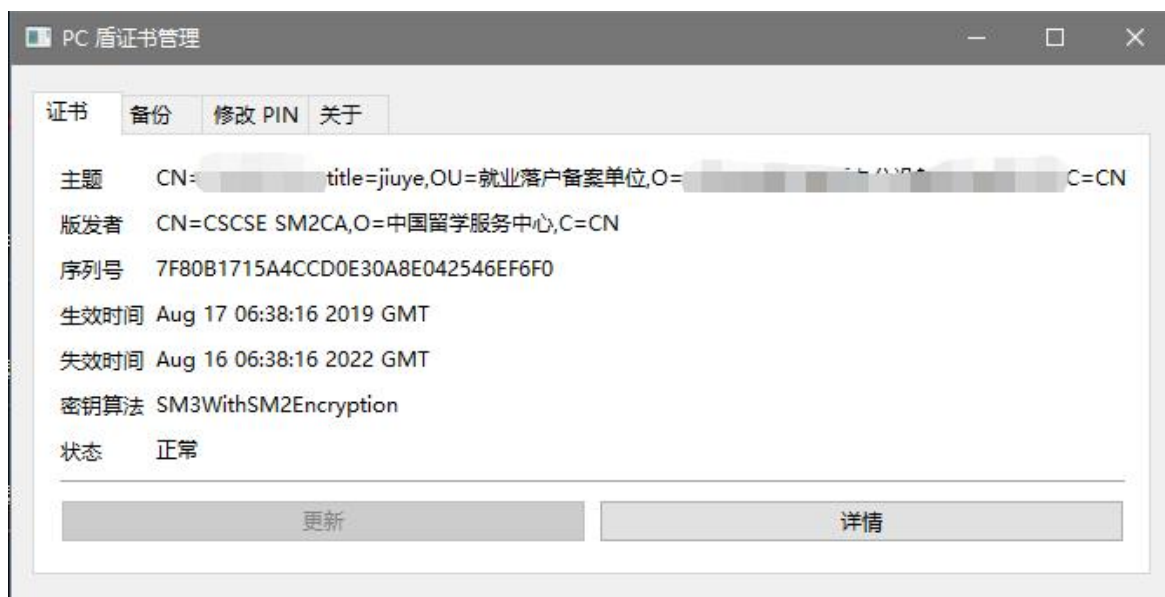 PC 盾证书管理
证书 备份 修改 PIN 关于
主题 CN= title=jiuye,OU=就业落户备案单位,O= C=CN
版发者 CN=CSCSE SM2CA,O=中国留学服务中心,C=CN
序列号 7F80B1715A4CCD0E30A8E042546EF6F0
生效时间 Aug 17 06:38:16 2019 GMT
失效时间 Aug 16 06:38:16 2022 GMT
密钥算法 SM3WithSM2Encryption
状态 正常
更新 详情